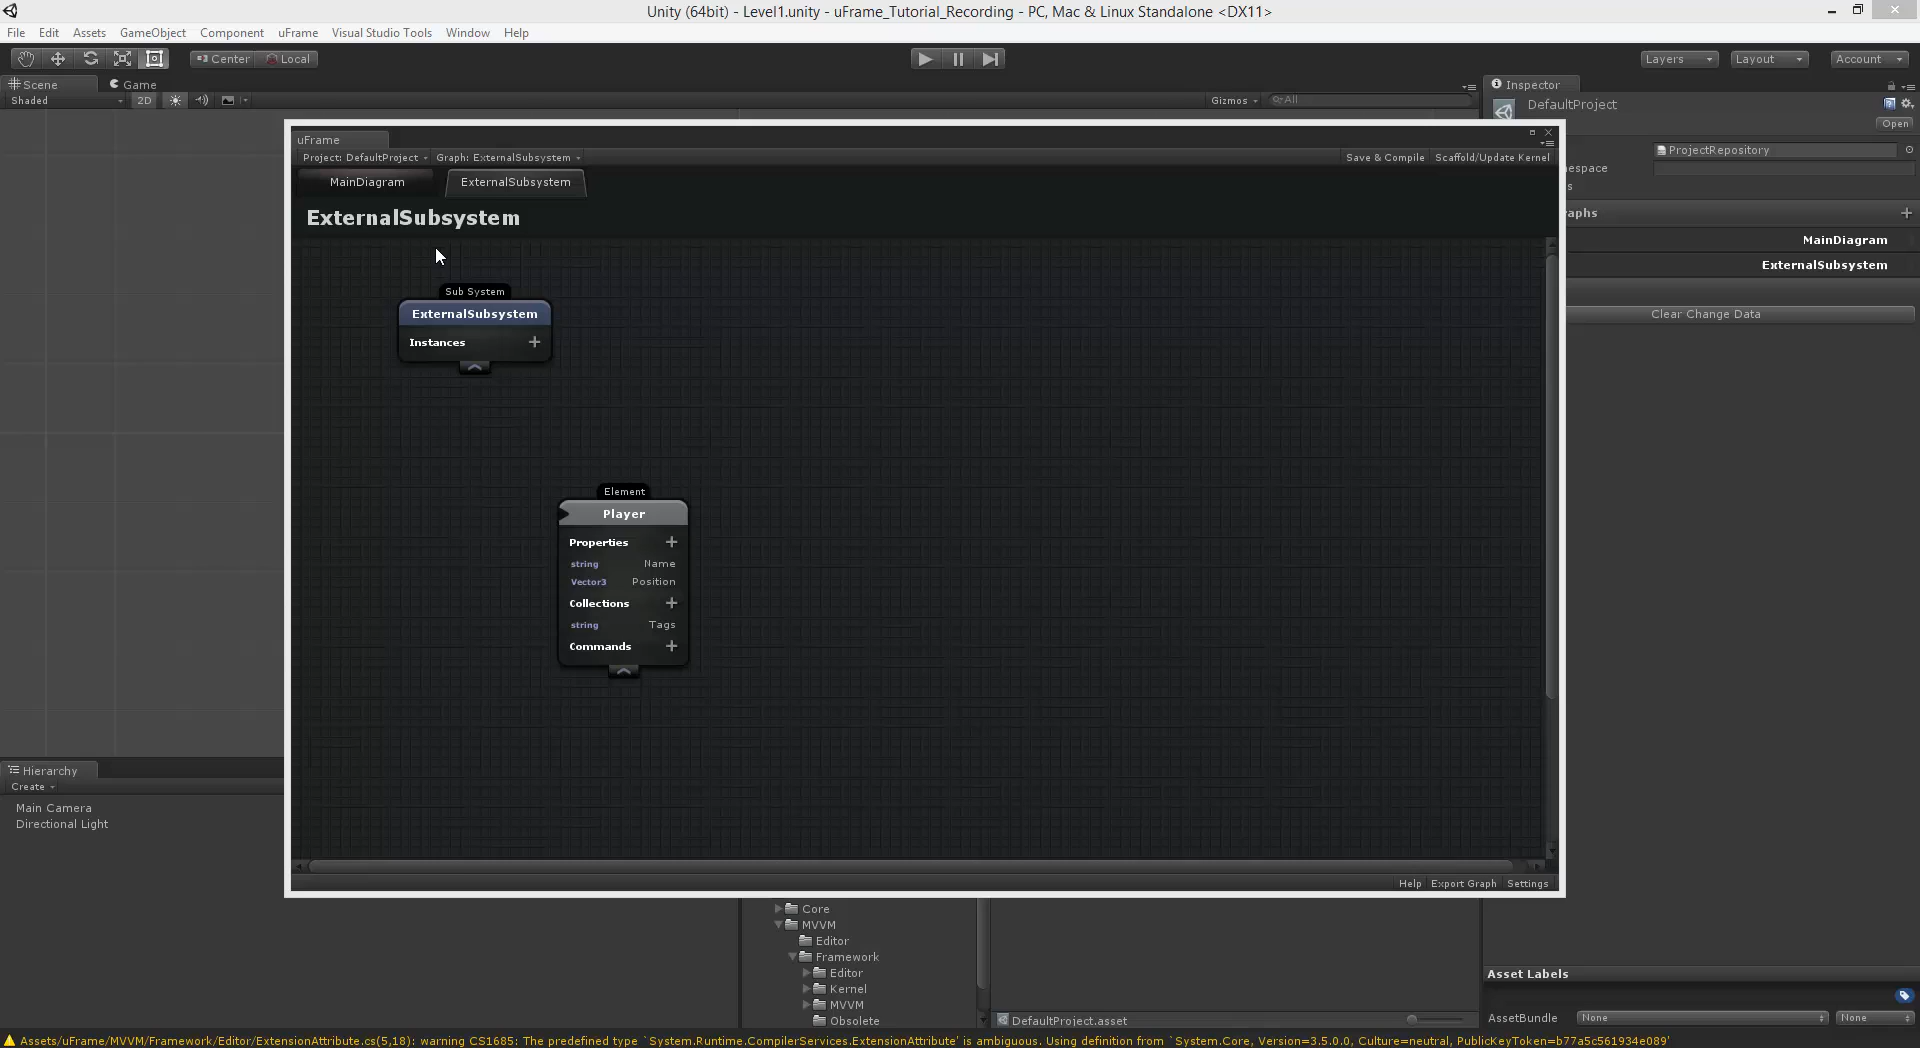 Unity (64bit) - Level1.unity - uFrame_Tutorial_Recording - PC, Mac & Linux Standalone <DX11>
File Edit Assets GameObject Component uFrame Visual Studio Tools Window Help
Center Local Layers Layout Account
Scene Game Inspector
Shaded 2D Gizmos All
DefaultProject
Open
uFrame
Project: DefaultProject Graph: ExternalSubsystem Save & Compile Scaffold/Update Kernel
ProjectRepository
espace
s
MainDiagram ExternalSubsystem
ExternalSubsystem
aphs
MainDiagram
ExternalSubsystem
Clear Change Data
Sub System
ExternalSubsystem
Instances
Element
Player
Properties
string Name
Vector3 Position
Collections
string Tags
Commands
Hierarchy
Create
Main Camera
Directional Light
Help Export Graph Settings
Core
MVVM
Editor
Framework
Editor
Kernel
MVVM
Obsolete
DefaultProject.asset
Asset Labels
AssetBundle None None
Assets/uFrame/MVVM/Framework/Editor/ExtensionAttribute.cs(5,18): warning CS1685: The predefined type `System.Runtime.CompilerServices.ExtensionAttribute' is ambiguous. Using definition from `System.Core, Version=3.5.0.0, Culture=neutral, PublicKeyToken=b77a5c561934e089'